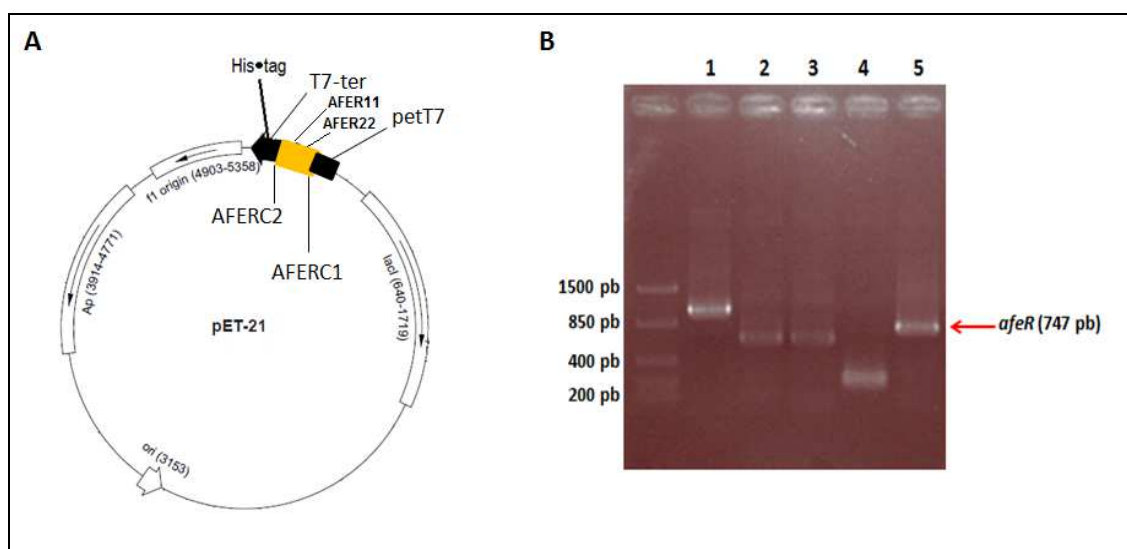 A
His•tag
T7-ter
AFER11
AFER22
petT7
f1 origin (4903-5358)
AFERC2
AFERC1
Ap (3914-4771)
lacI (640-1719)
pET-21
ori (3153)
B
1 2 3 4 5
1500 pb
850 pb
400 pb
200 pb
afeR (747 pb)